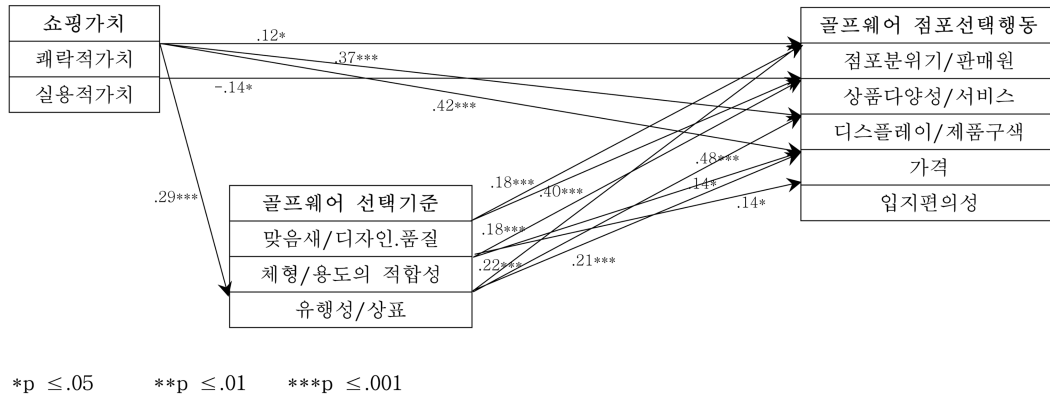 쇼핑가치
쾌락적가치
실용적가치
골프웨어 점포선택행동
점포분위기/판매원
상품다양성/서비스
디스플레이/제품구색
가격
입지편의성
.12*
.37***
-.14*
.42***
.29***
.48***
.18***
.40***
.14*
.14*
.18***
.22***
.21***
골프웨어 선택기준
맞음새/디자인.품질
체형/용도의 적합성
유행성/상표
*p ≤.05 **p ≤.01 ***p ≤.001